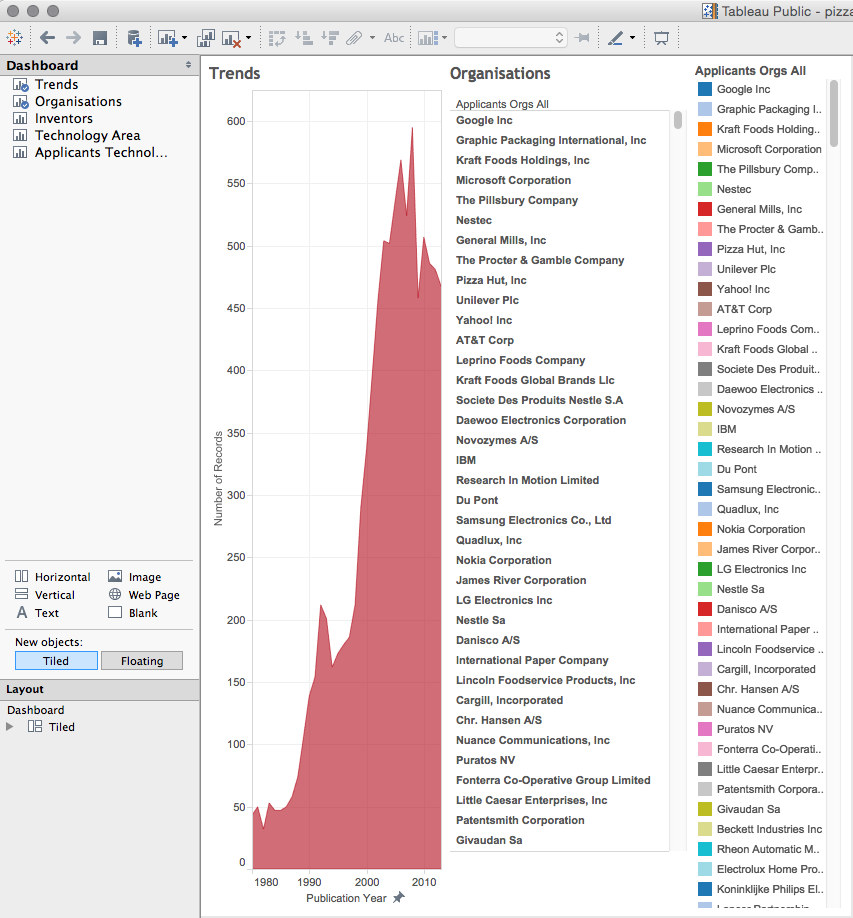 Tableau Public - pizza
Abc
Dashboard
Trends
Organisations
Inventors
Technology Area
Applicants Technol...
Horizontal
Image
Vertical
Web Page
A Text
Blank
New objects:
Tiled
Floating
Layout
Dashboard
Tiled
Trends
600
550
500
450
400
350
300
250
200
150
100
50
0
Number of Records
1980
1990
2000
2010
Publication Year
Organisations
Applicants Orgs All
Google Inc
Graphic Packaging International, Inc
Kraft Foods Holdings, Inc
Microsoft Corporation
The Pillsbury Company
Nestec
General Mills, Inc
The Procter & Gamble Company
Pizza Hut, Inc
Unilever Plc
Yahoo! Inc
AT&T Corp
Leprino Foods Company
Kraft Foods Global Brands Llc
Societe Des Produits Nestle S.A
Daewoo Electronics Corporation
Novozymes A/S
IBM
Research In Motion Limited
Du Pont
Samsung Electronics Co., Ltd
Quadlux, Inc
Nokia Corporation
James River Corporation
LG Electronics Inc
Nestle Sa
Danisco A/S
International Paper Company
Lincoln Foodservice Products, Inc
Cargill, Incorporated
Chr. Hansen A/S
Nuance Communications, Inc
Puratos NV
Fonterra Co-Operative Group Limited
Little Caesar Enterprises, Inc
Patentsmith Corporation
Givaudan Sa
Applicants Orgs All
Google Inc
Graphic Packaging I..
Kraft Foods Holding..
Microsoft Corporation
The Pillsbury Comp..
Nestec
General Mills, Inc
The Procter & Gamb..
Pizza Hut, Inc
Unilever Plc
Yahoo! Inc
AT&T Corp
Leprino Foods Com..
Kraft Foods Global ..
Societe Des Produit..
Daewoo Electronics ..
Novozymes A/S
IBM
Research In Motion ..
Du Pont
Samsung Electronic..
Quadlux, Inc
Nokia Corporation
James River Corpor..
LG Electronics Inc
Nestle Sa
Danisco A/S
International Paper ..
Lincoln Foodservice ..
Cargill, Incorporated
Chr. Hansen A/S
Nuance Communica..
Puratos NV
Fonterra Co-Operati..
Little Caesar Enterpr..
Patentsmith Corpora..
Givaudan Sa
Beckett Industries Inc
Rheon Automatic M..
Electrolux Home Pro..
Koninklijke Philips El..